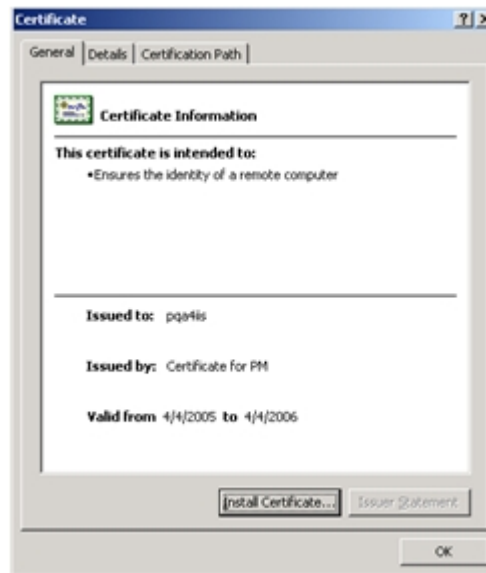 Certificate
General Details Certification Path
Certificate Information
This certificate is intended to:
•Ensures the identity of a remote computer
Issued to: pqa4iis
Issued by: Certificate for PM
Valid from 4/4/2005 to 4/4/2006
Install Certificate... Issuer Statement
OK